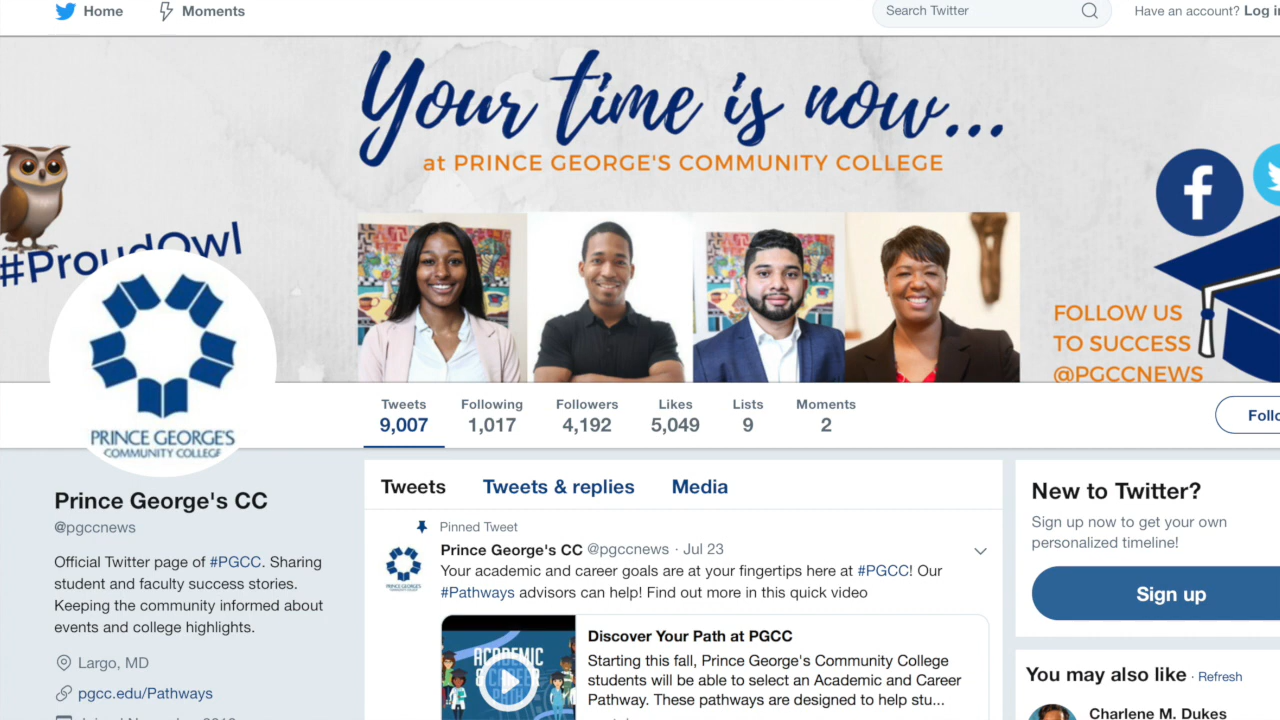 Home
Moments
Search Twitter
Have an account? Log in
Your time is now...
at PRINCE GEORGE'S COMMUNITY COLLEGE
#ProudOwl
FOLLOW US
TO SUCCESS
@PGCCNEWS
PRINCE GEORGE'S
COMMUNITY COLLEGE
Tweets Following Followers Likes Lists Moments
9,007 1,017 4,192 5,049 9 2
Prince George's CC
@pgccnews
Official Twitter page of #PGCC. Sharing
student and faculty success stories.
Keeping the community informed about
events and college highlights.
Largo, MD
pgcc.edu/Pathways
Tweets Tweets & replies Media
Pinned Tweet
Prince George's CC @pgccnews · Jul 23
Your academic and career goals are at your fingertips here at #PGCC! Our
#Pathways advisors can help! Find out more in this quick video
ACADEMIC
& CAREER
PATH
Discover Your Path at PGCC
Starting this fall, Prince George's Community College
students will be able to select an Academic and Career
Pathway. These pathways are designed to help stu...
New to Twitter?
Sign up now to get your own
personalized timeline!
Sign up
You may also like · Refresh
Charlene M. Dukes